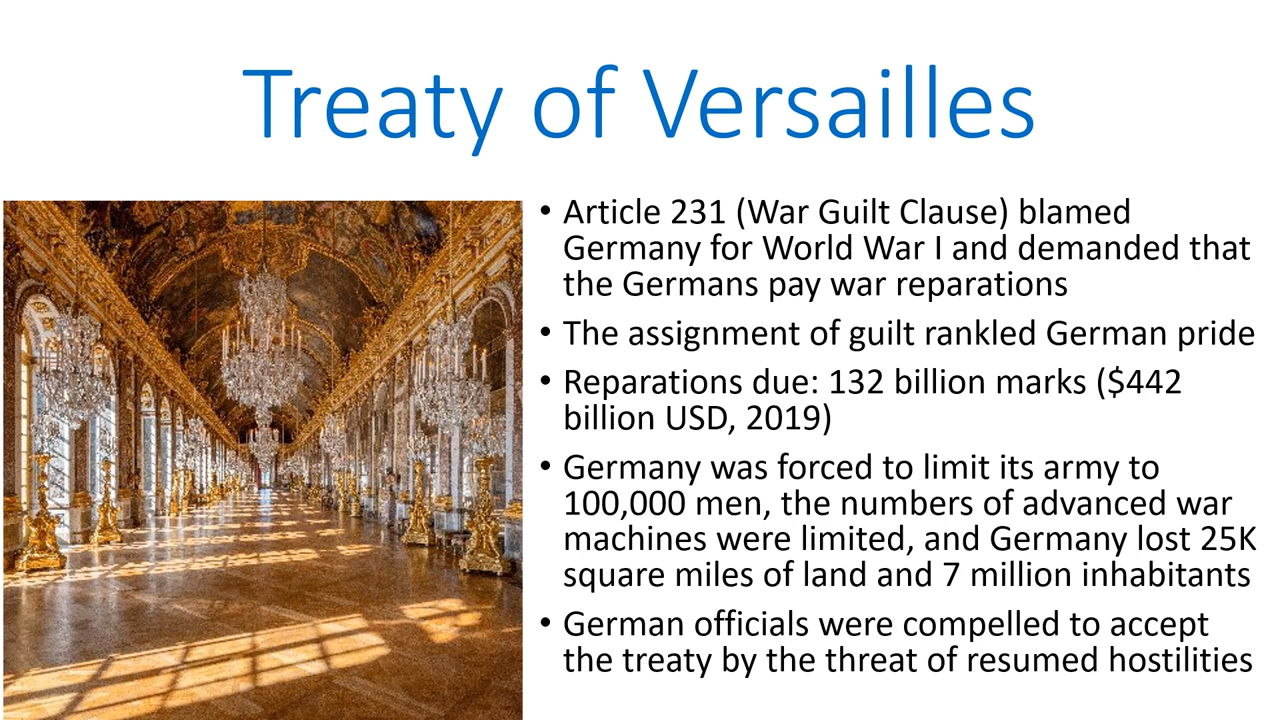 Treaty of Versailles
• Article 231 (War Guilt Clause) blamed
Germany for World War I and demanded that
the Germans pay war reparations
• The assignment of guilt rankled German pride
• Reparations due: 132 billion marks ($442
billion USD, 2019)
• Germany was forced to limit its army to
100,000 men, the numbers of advanced war
machines were limited, and Germany lost 25K
square miles of land and 7 million inhabitants
• German officials were compelled to accept
the treaty by the threat of resumed hostilities